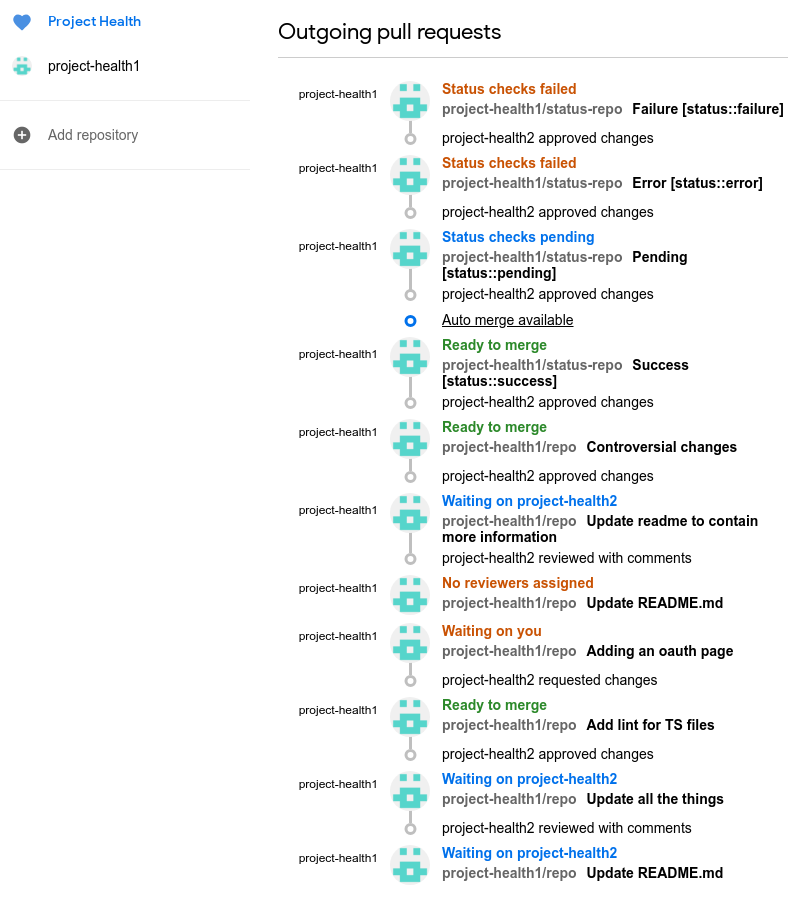 Project Health
project-health1
Add repository
Outgoing pull requests
project-health1
Status checks failed
project-health1/status-repo Failure [status::failure]
project-health2 approved changes
project-health1
Status checks failed
project-health1/status-repo Error [status::error]
project-health2 approved changes
project-health1
Status checks pending
project-health1/status-repo Pending
[status::pending]
project-health2 approved changes
Auto merge available
project-health1
Ready to merge
project-health1/status-repo Success
[status::success]
project-health2 approved changes
project-health1
Ready to merge
project-health1/repo Controversial changes
project-health2 approved changes
project-health1
Waiting on project-health2
project-health1/repo Update readme to contain
more information
project-health2 reviewed with comments
project-health1
No reviewers assigned
project-health1/repo Update README.md
project-health1
Waiting on you
project-health1/repo Adding an oauth page
project-health2 requested changes
project-health1
Ready to merge
project-health1/repo Add lint for TS files
project-health2 approved changes
project-health1
Waiting on project-health2
project-health1/repo Update all the things
project-health2 reviewed with comments
project-health1
Waiting on project-health2
project-health1/repo Update README.md